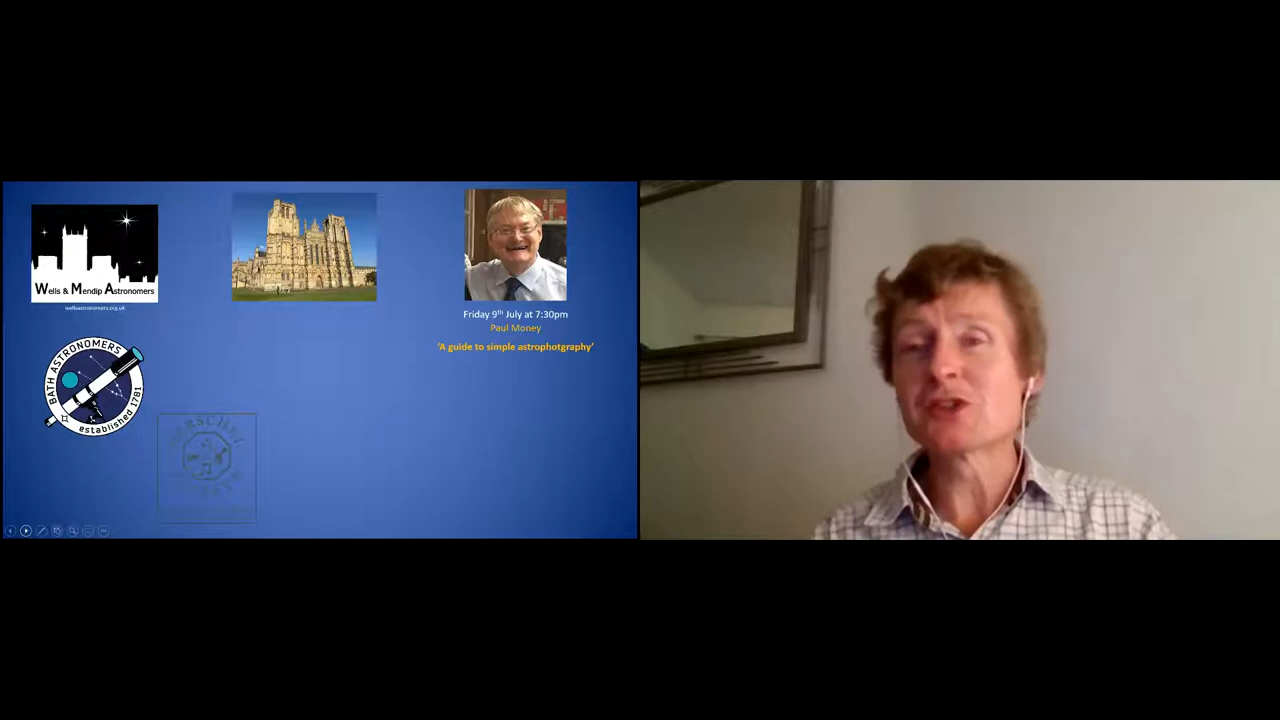 Wells & Mendip Astronomers
wellsastronomers.org.uk
Friday 9th July at 7:30pm
Paul Money
‘A guide to simple astrophotgraphy’
BATH ASTRONOMERS
established 1781
HERSCHEL